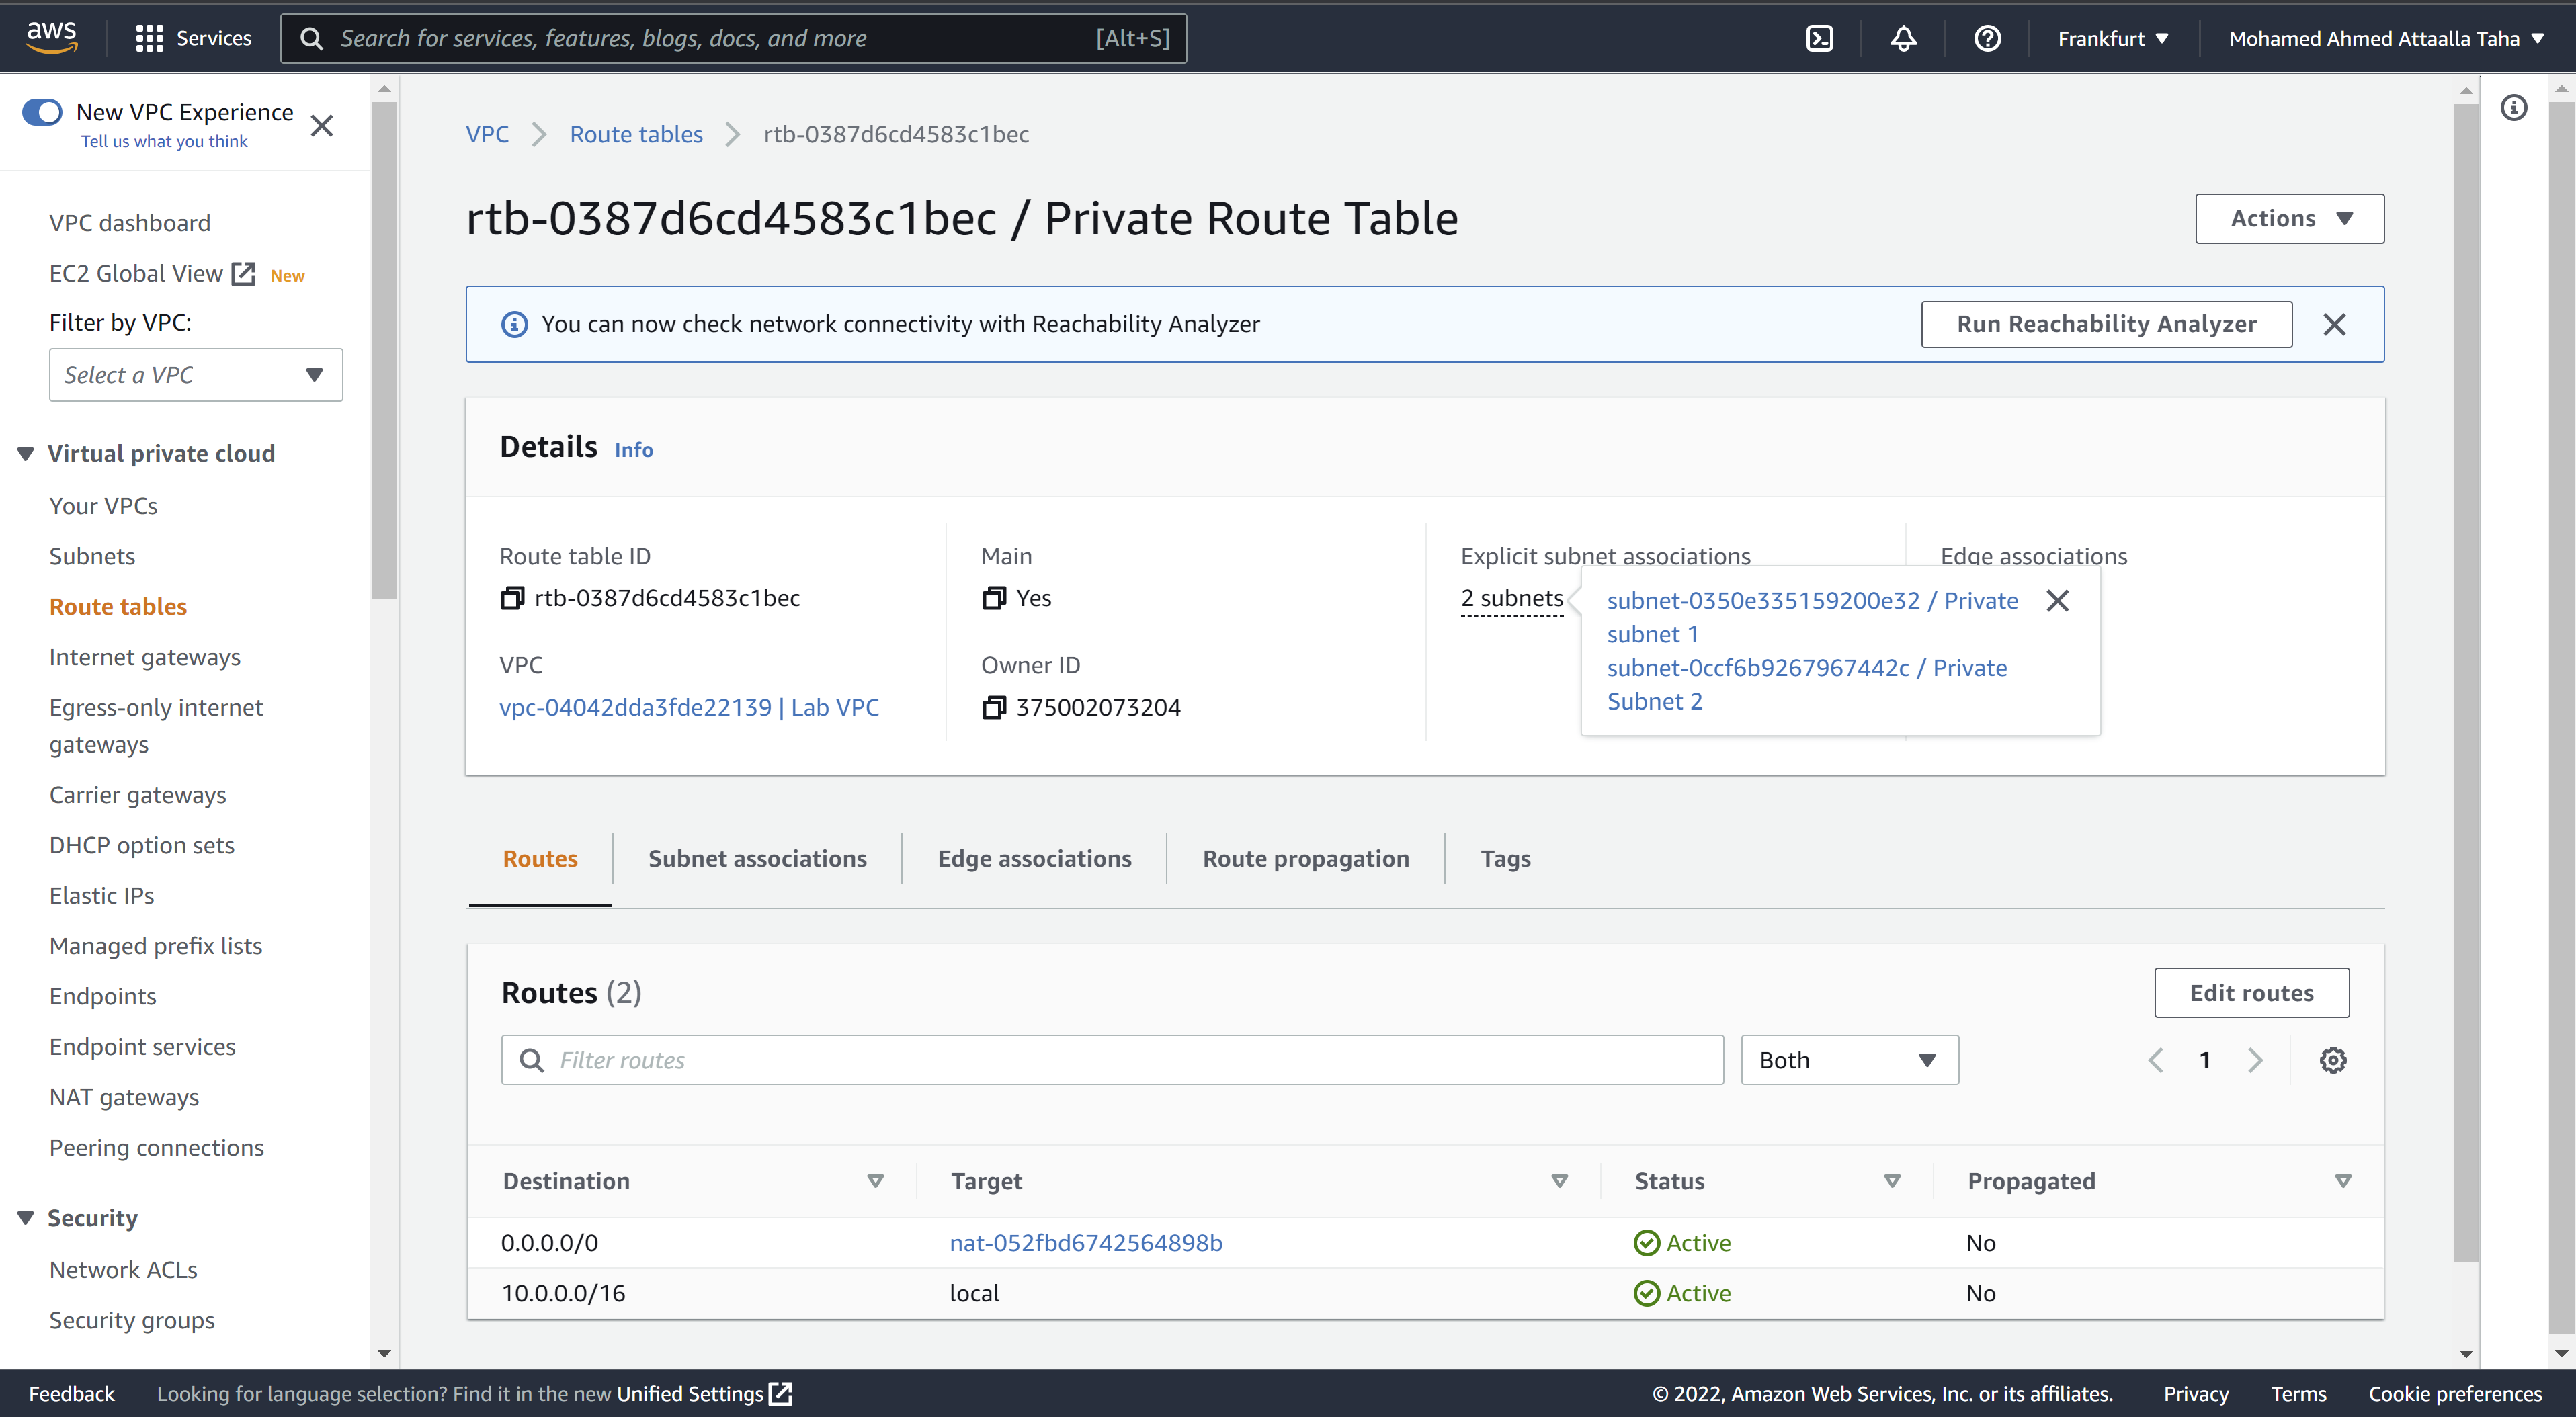 aws
Services
Search for services, features, blogs, docs, and more
[Alt+S]
Frankfurt
Mohamed Ahmed Attaalla Taha
New VPC Experience
Tell us what you think
VPC dashboard
EC2 Global View
New
Filter by VPC:
Select a VPC
Virtual private cloud
Your VPCs
Subnets
Route tables
Internet gateways
Egress-only internet
gateways
Carrier gateways
DHCP option sets
Elastic IPs
Managed prefix lists
Endpoints
Endpoint services
NAT gateways
Peering connections
Security
Network ACLs
Security groups
VPC
Route tables
rtb-0387d6cd4583c1bec
rtb-0387d6cd4583c1bec / Private Route Table
Actions
You can now check network connectivity with Reachability Analyzer
Run Reachability Analyzer
Details
Info
Route table ID
rtb-0387d6cd4583c1bec
Main
Yes
Explicit subnet associations
2 subnets
Edge associations
VPC
vpc-04042dda3fde22139 | Lab VPC
Owner ID
375002073204
subnet-0350e335159200e32 / Private
subnet 1
subnet-0ccf6b9267967442c / Private
Subnet 2
Routes
Subnet associations
Edge associations
Route propagation
Tags
Routes (2)
Edit routes
Filter routes
Both
1
Destination
Target
Status
Propagated
0.0.0.0/0
nat-052fbd6742564898b
Active
No
10.0.0.0/16
local
Active
No
Feedback
Looking for language selection? Find it in the new Unified Settings
© 2022, Amazon Web Services, Inc. or its affiliates.
Privacy
Terms
Cookie preferences